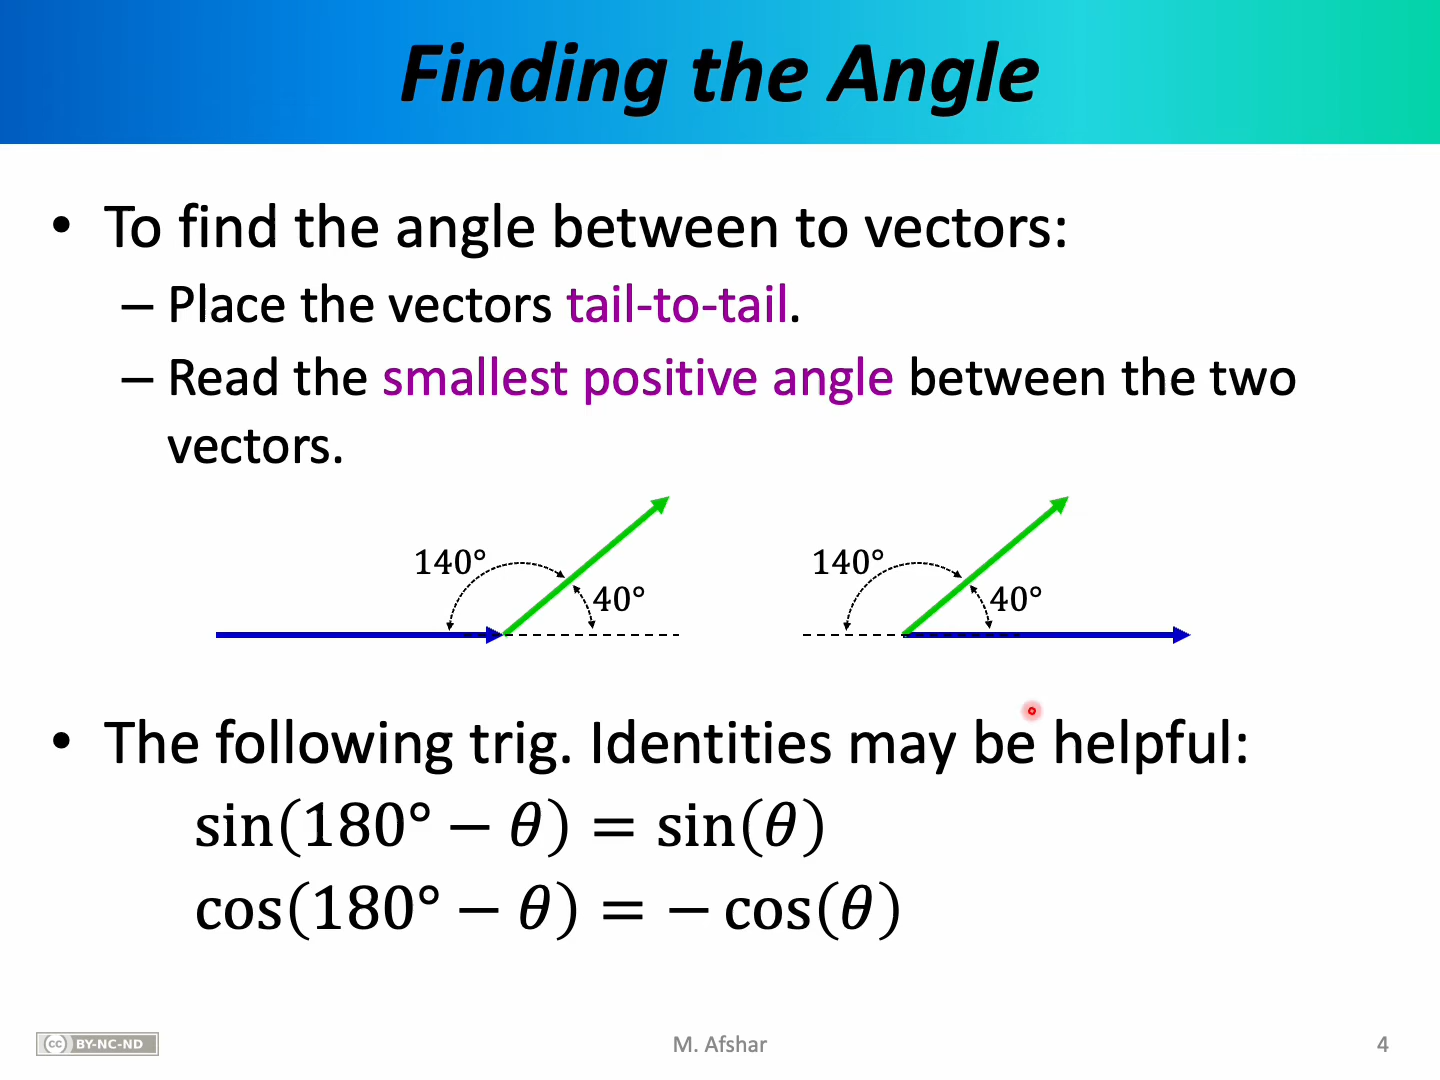 Finding the Angle
• To find the angle between to vectors:
– Place the vectors tail-to-tail.
– Read the smallest positive angle between the two
vectors.
140°
40°
140°
40°
• The following trig. Identities may be helpful:
sin(180° − θ) = sin(θ)
cos(180° − θ) = − cos(θ)
cc BY-NC-ND
M. Afshar
4